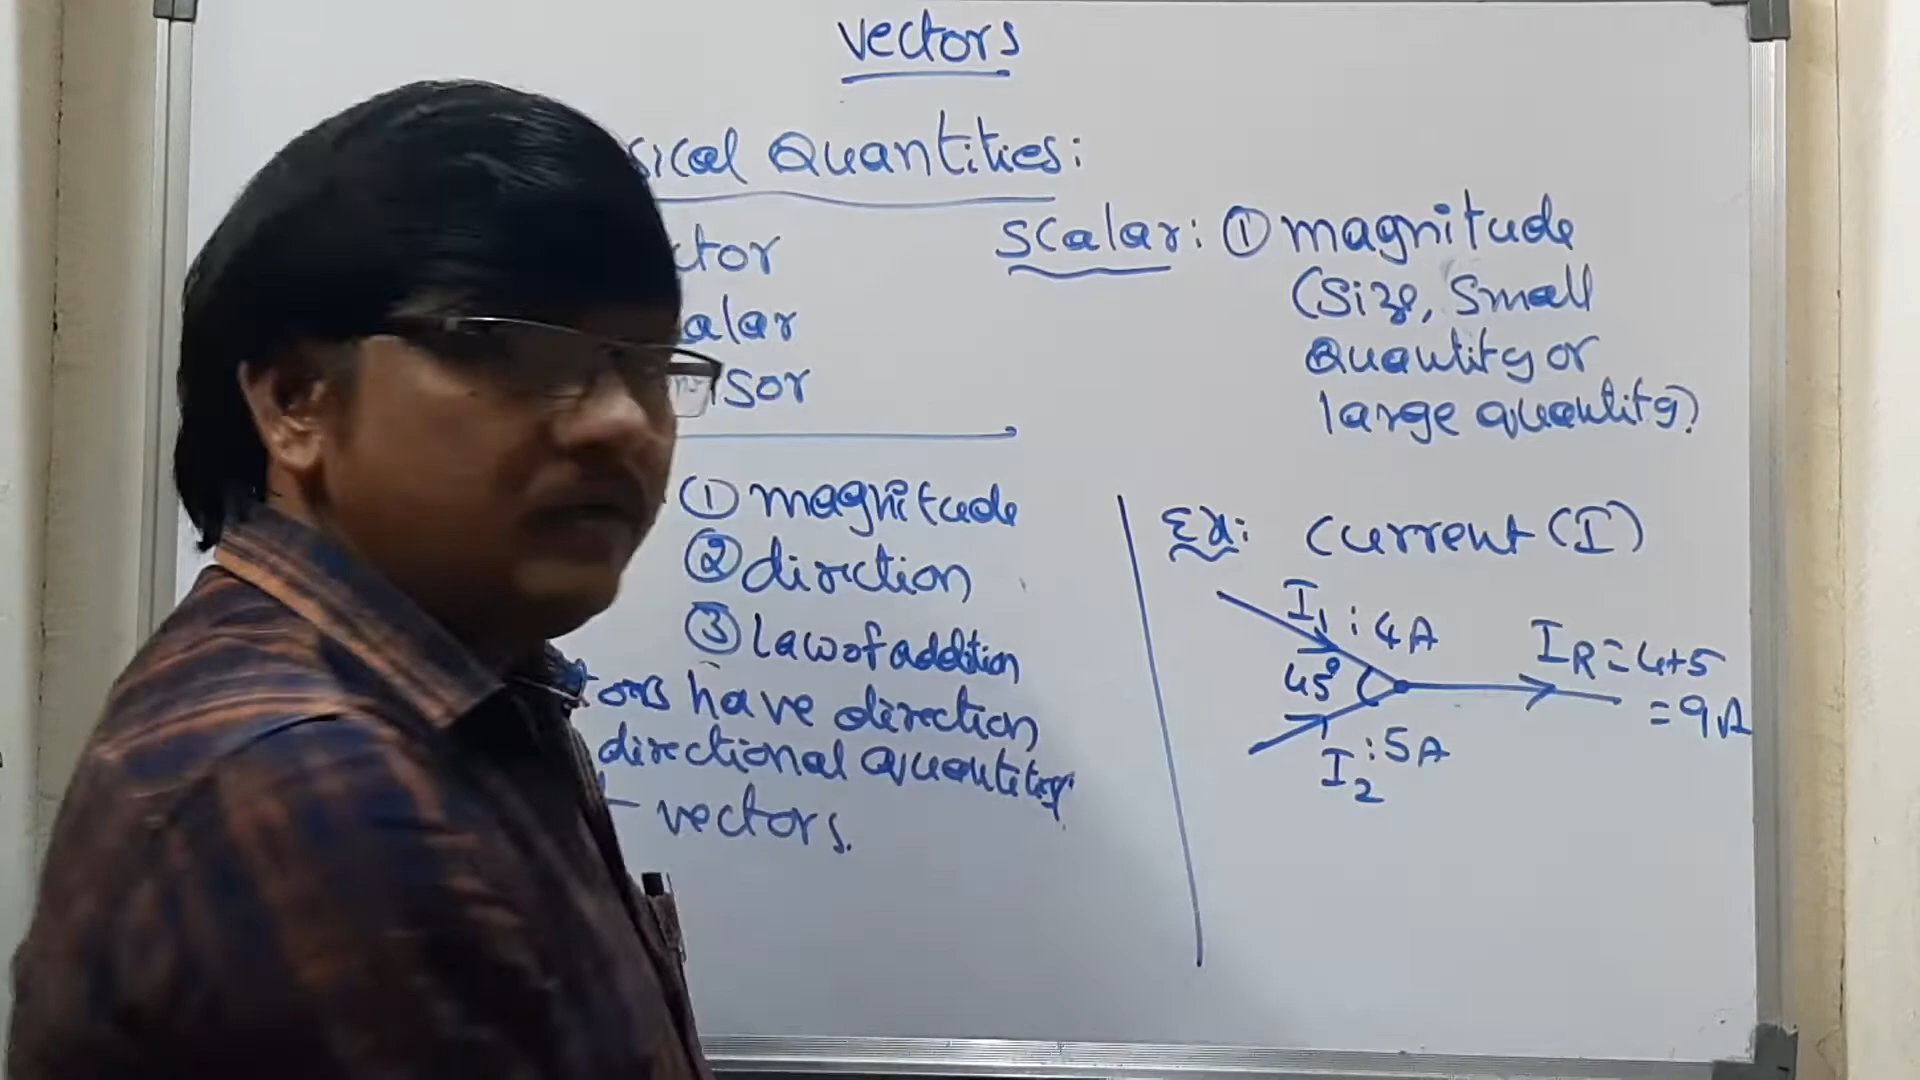 vectors
sical Quantities:
ctor
alar
nsor
① magnitude
② direction
③ Law of addition
tors have direction
directional quantity
vectors.
Scalar: ① magnitude
(Size, Small
Quantity or
large quantity)
Ex: Current (I)
I₁ : 4A
45°
I₂ : 5A
I_R = 4+5
= 9A